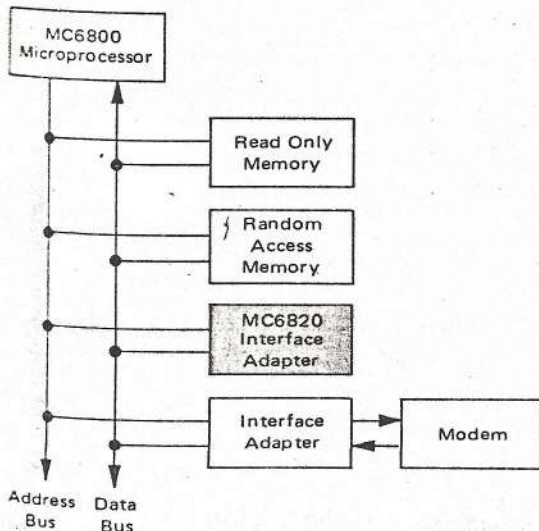 MC6800
Microprocessor
Read Only
Memory
Random
Access
Memory
MC6820
Interface
Adapter
Interface
Adapter
Modem
Address
Bus
Data
Bus